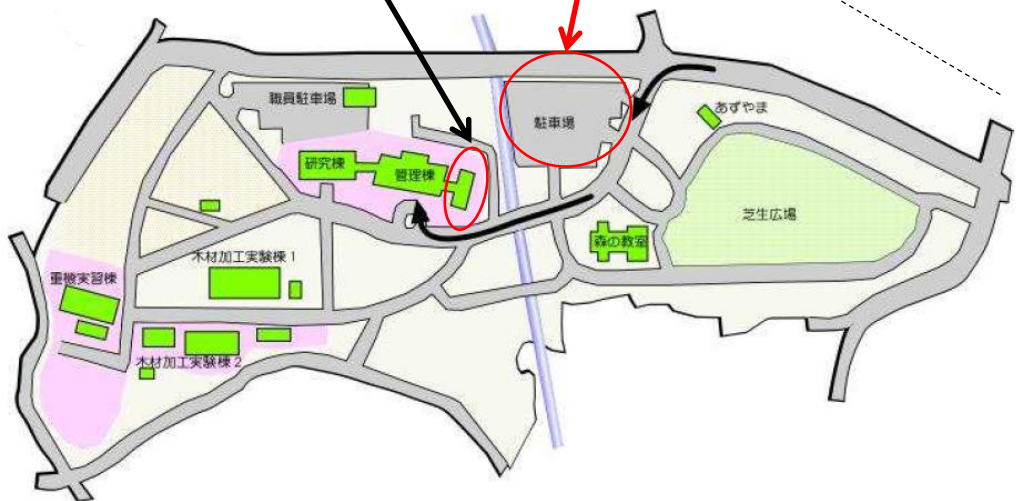 職員駐車場
駐車場
あずやま
研究棟
管理棟
芝生広場
森の教室
木材加工実験棟1
重機実習棟
木材加工実験棟2